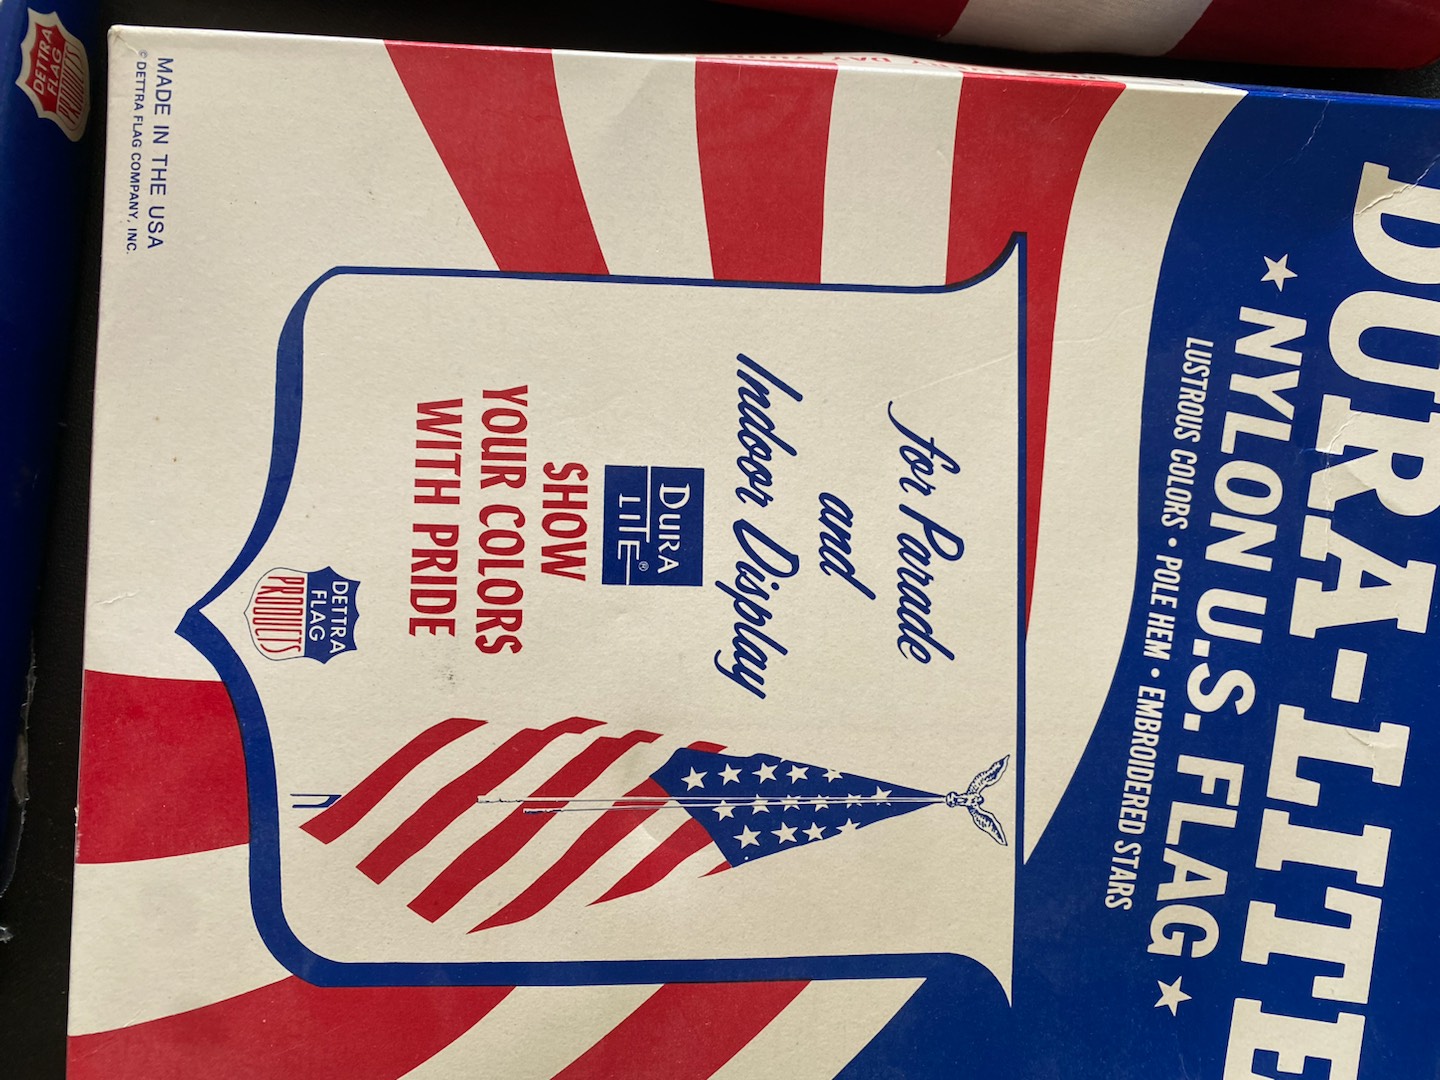 DURA-LITE
★ NYLON U.S. FLAG ★
LUSTROUS COLORS • POLE HEM • EMBROIDERED STARS
for Parade
and
Indoor Display
DURA
LITE®
SHOW
YOUR COLORS
WITH PRIDE
DETTRA
FLAG
PRODUCTS
MADE IN THE USA
© DETTRA FLAG COMPANY, INC.
DETTRA
FLAG
PRODUCTS